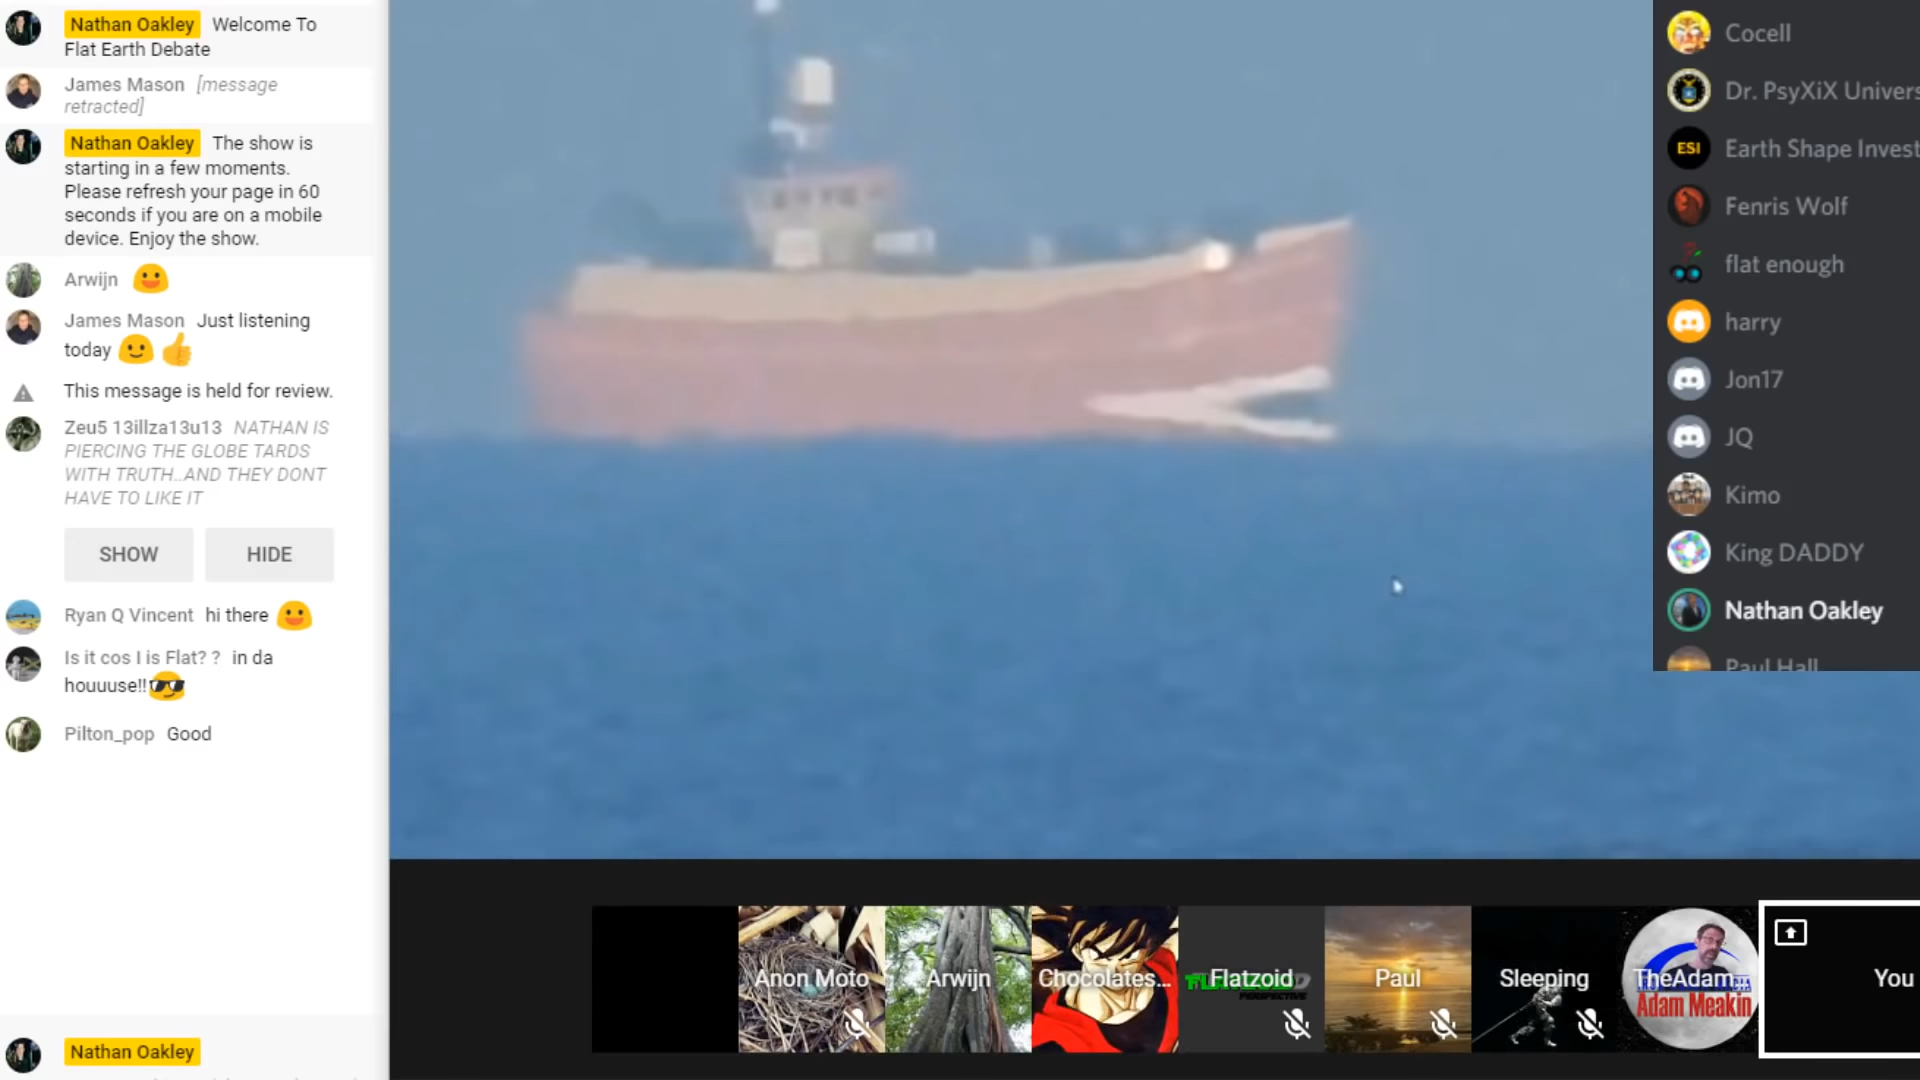 Nathan Oakley Welcome To
Flat Earth Debate
James Mason [message
retracted]
Nathan Oakley The show is
starting in a few moments.
Please refresh your page in 60
seconds if you are on a mobile
device. Enjoy the show.
Arwijn
James Mason Just listening
today
This message is held for review.
Zeu5 13illza13u13 NATHAN IS
PIERCING THE GLOBE TARDS
WITH TRUTH..AND THEY DONT
HAVE TO LIKE IT
SHOW HIDE
Ryan Q Vincent hi there
Is it cos I is Flat? ? in da
houuuse!!
Pilton_pop Good
Nathan Oakley
Cocell
Dr. PsyXiX Univers
ESI Earth Shape Invest
Fenris Wolf
flat enough
harry
Jon17
JQ
Kimo
King DADDY
Nathan Oakley
Paul Hall
Anon Moto
Arwijn
Chocolates...
Flatzoid
PERSPECTIVE
Paul
Sleeping
TheAdam...
Adam Meakin
You